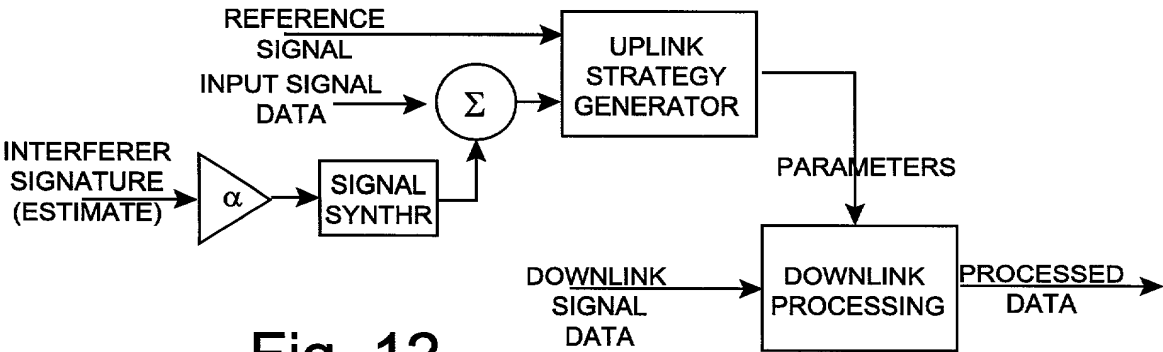 REFERENCE
SIGNAL
INPUT SIGNAL
DATA
Σ
UPLINK
STRATEGY
GENERATOR
INTERFERER
SIGNATURE
(ESTIMATE)
α
SIGNAL
SYNTHR
PARAMETERS
DOWNLINK
SIGNAL
DATA
DOWNLINK
PROCESSING
PROCESSED
DATA
Fig. 12